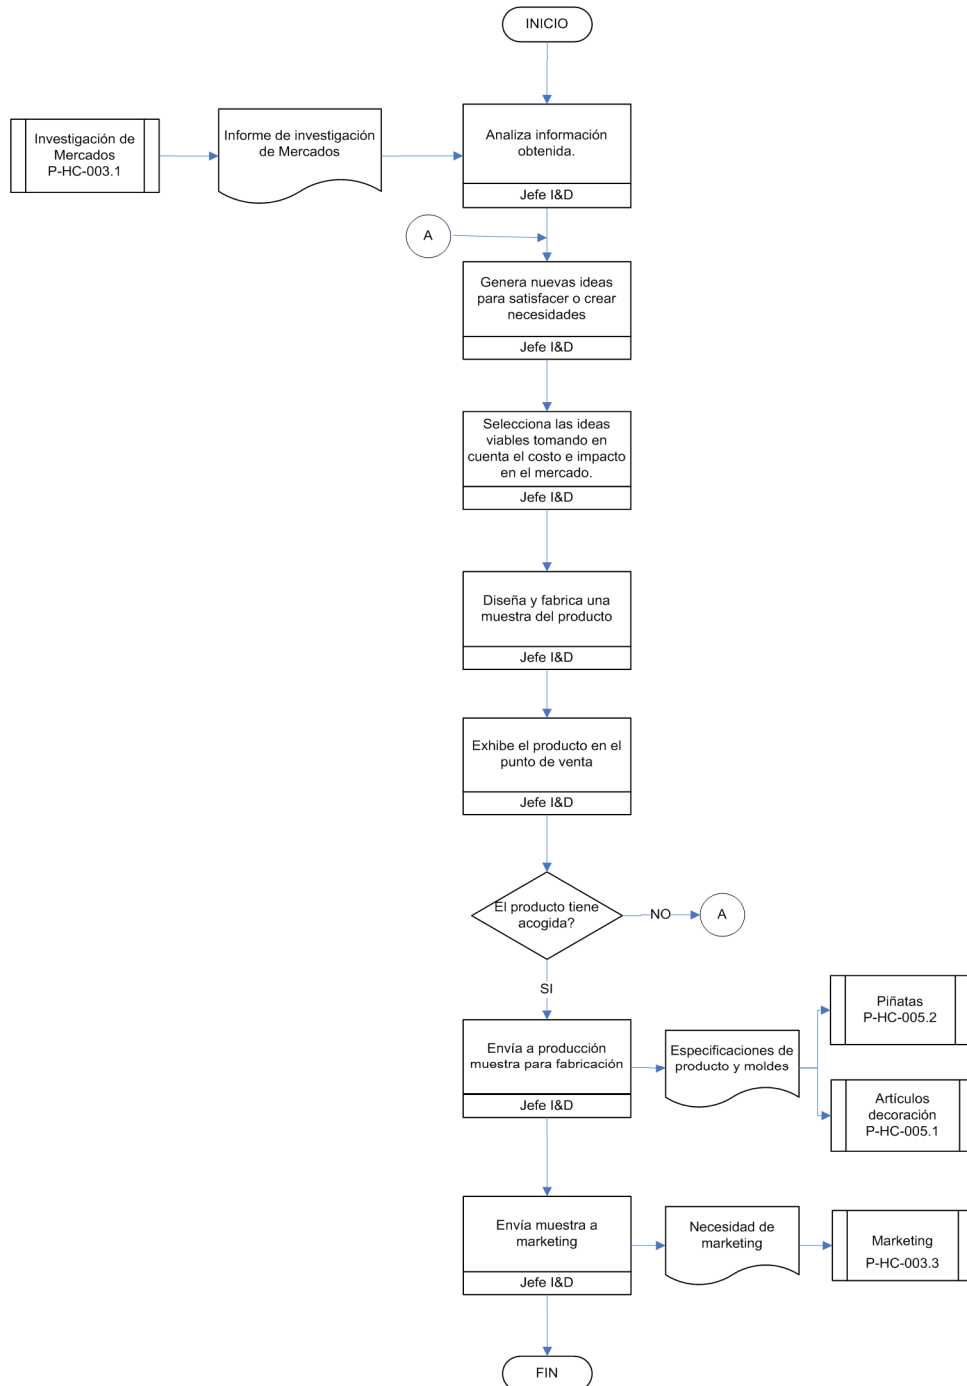 INICIO
Investigación de
Mercados
P-HC-003.1
Informe de investigación
de Mercados
Analiza información
obtenida.
Jefe I&D
A
Genera nuevas ideas
para satisfacer o crear
necesidades
Jefe I&D
Selecciona las ideas
viables tomando en
cuenta el costo e impacto
en el mercado.
Jefe I&D
Diseña y fabrica una
muestra del producto
Jefe I&D
Exhibe el producto en el
punto de venta
Jefe I&D
El producto tiene
acogida?
NO
A
SI
Envía a producción
muestra para fabricación
Jefe I&D
Especificaciones de
producto y moldes
Piñatas
P-HC-005.2
Artículos
decoración
P-HC-005.1
Envía muestra a
marketing
Jefe I&D
Necesidad de
marketing
Marketing
P-HC-003.3
FIN